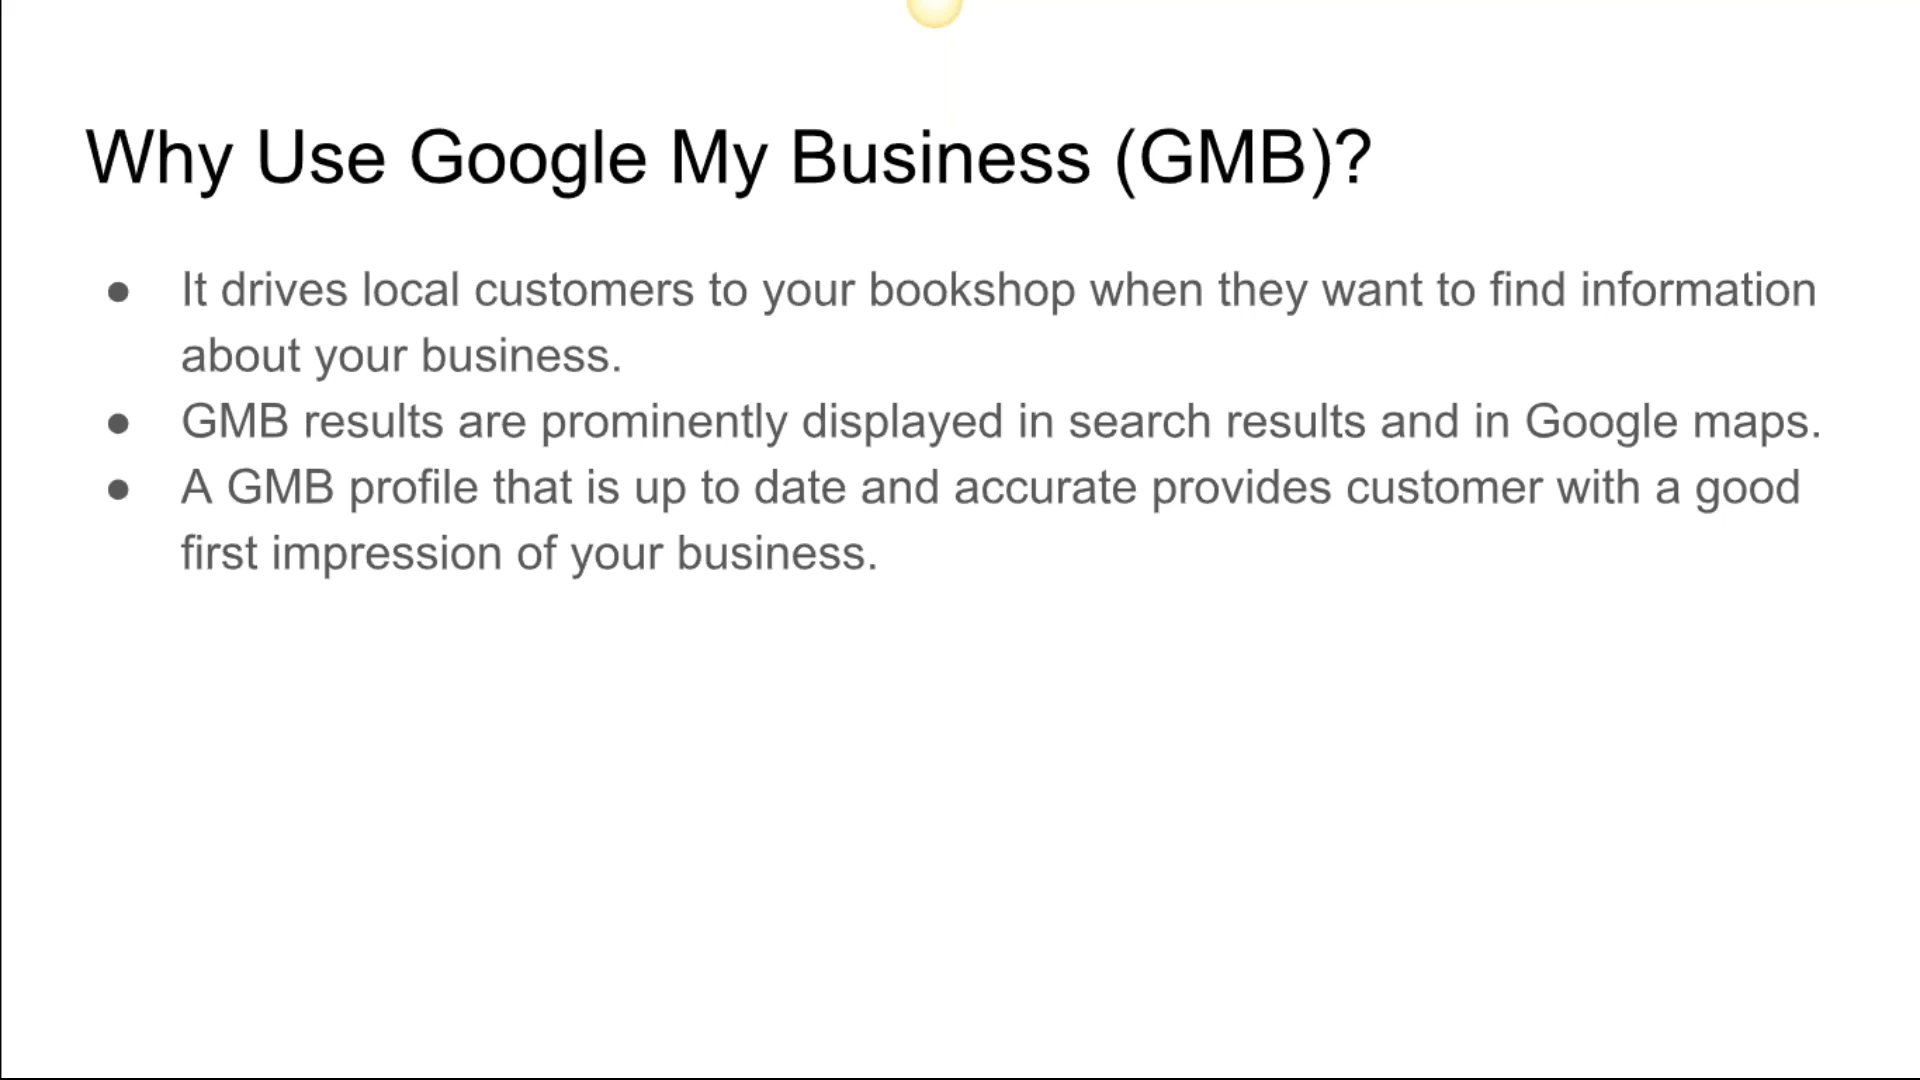 Why Use Google My Business (GMB)?
● It drives local customers to your bookshop when they want to find information
about your business.
● GMB results are prominently displayed in search results and in Google maps.
● A GMB profile that is up to date and accurate provides customer with a good
first impression of your business.